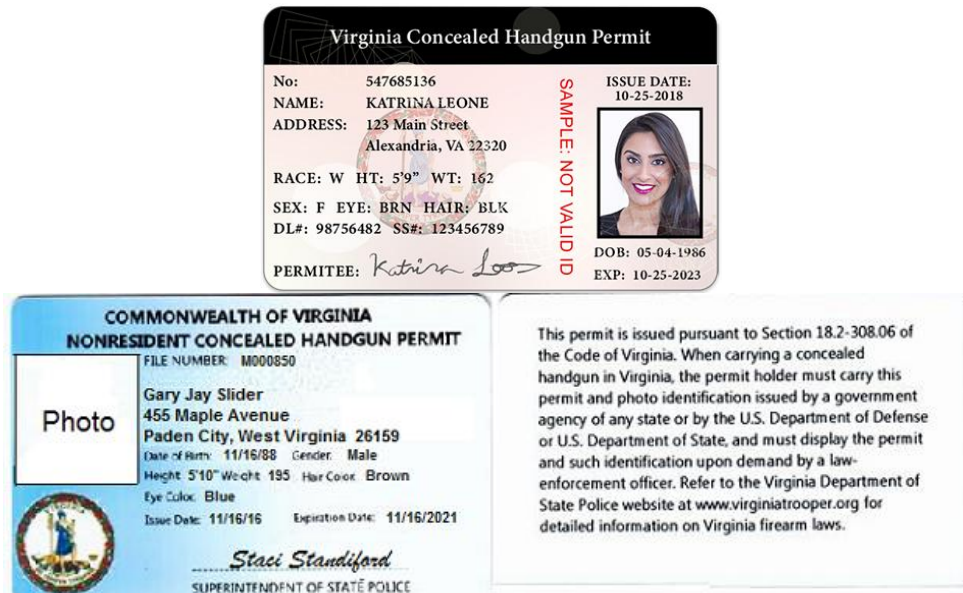 Virginia Concealed Handgun Permit
No: 547685136
NAME: KATRINA LEONE
ADDRESS: 123 Main Street
Alexandria, VA 22320
RACE: W HT: 5'9" WT: 162
SEX: F EYE: BRN HAIR: BLK
DL#: 98756482 SS#: 123456789
PERMITEE: Katrina Leone
SAMPLE: NOT VALID ID
ISSUE DATE:
10-25-2018
DOB: 05-04-1986
EXP: 10-25-2023
COMMONWEALTH OF VIRGINIA
NONRESIDENT CONCEALED HANDGUN PERMIT
FILE NUMBER: M000850
Photo
Gary Jay Slider
455 Maple Avenue
Paden City, West Virginia 26159
Date of Birth: 11/16/88 Gender: Male
Height 5'10" Weight 195 Hair Color: Brown
Eye Color: Blue
Issue Date: 11/16/16 Expiration Date: 11/16/2021
Staci Standiford
SUPERINTENDENT OF STATE POLICE
This permit is issued pursuant to Section 18.2-308.06 of
the Code of Virginia. When carrying a concealed
handgun in Virginia, the permit holder must carry this
permit and photo identification issued by a government
agency of any state or by the U.S. Department of Defense
or U.S. Department of State, and must display the permit
and such identification upon demand by a law-
enforcement officer. Refer to the Virginia Department of
State Police website at www.virginiatrooper.org for
detailed information on Virginia firearm laws.